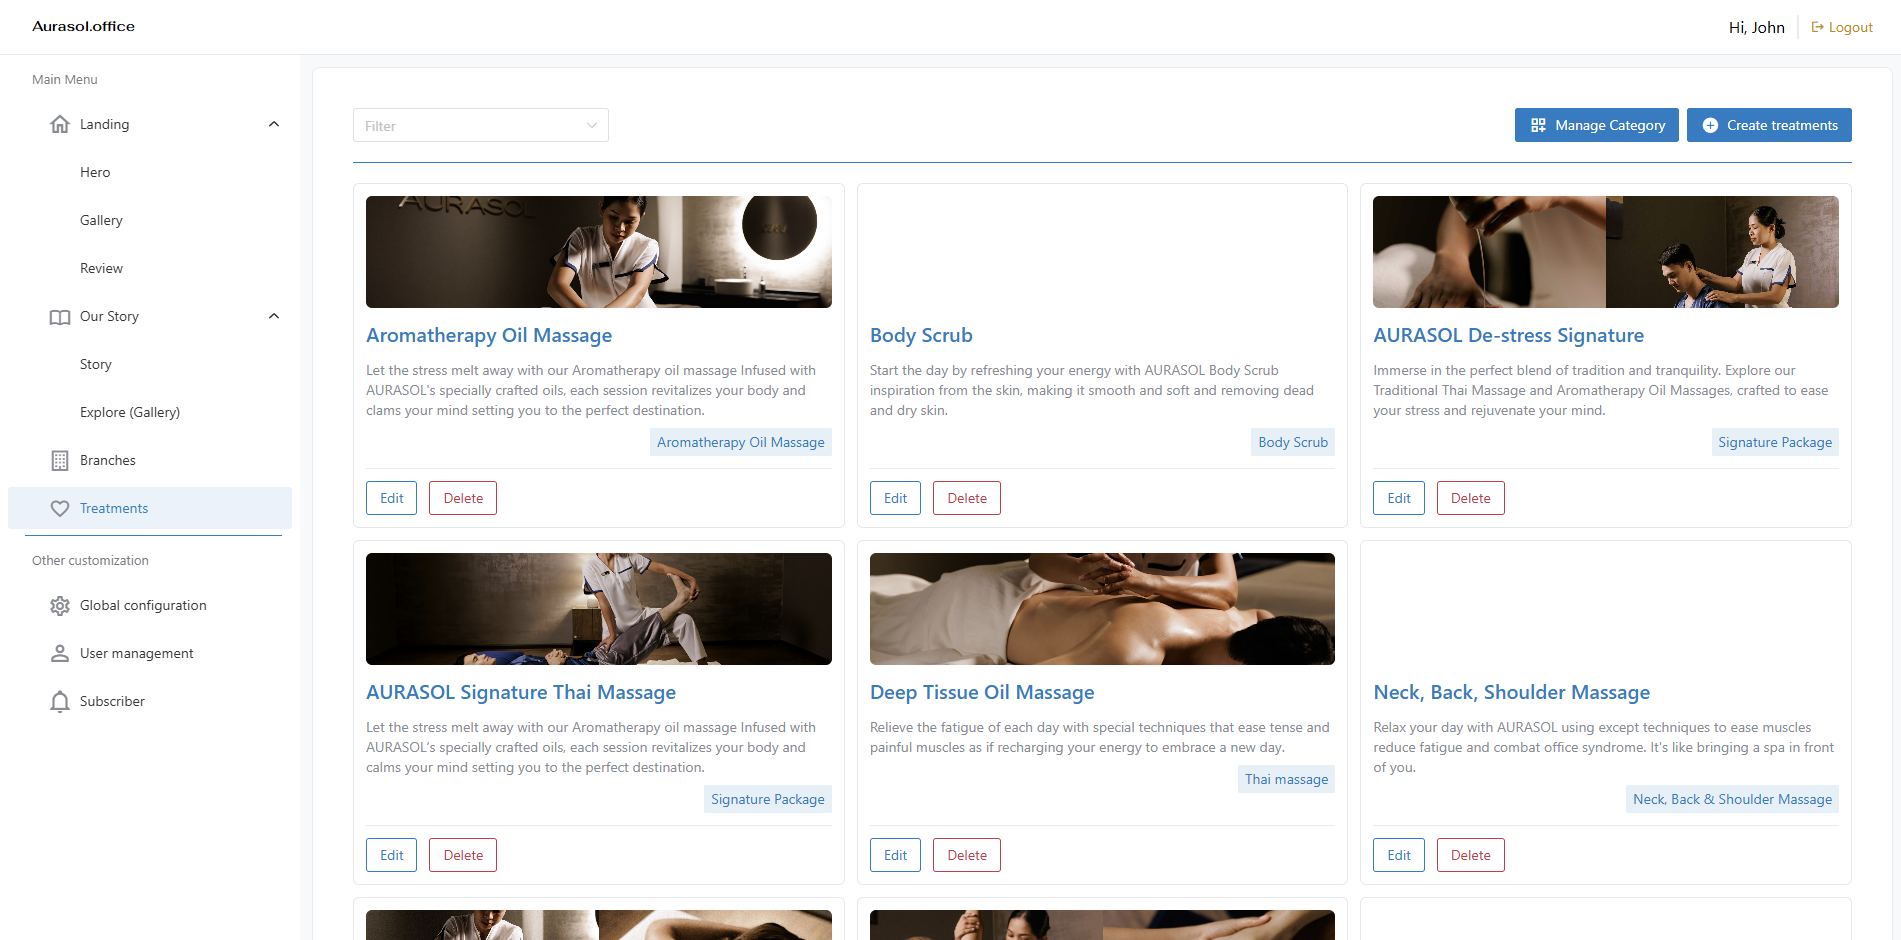 Aurasol.office
Hi, John
Logout
Main Menu
Landing
Hero
Gallery
Review
Our Story
Story
Explore (Gallery)
Branches
Treatments
Other customization
Global configuration
User management
Subscriber
Filter
Manage Category
Create treatments
AURASOL
Aromatherapy Oil Massage
Let the stress melt away with our Aromatherapy oil massage Infused with
AURASOL's specially crafted oils, each session revitalizes your body and
clams your mind setting you to the perfect destination.
Aromatherapy Oil Massage
Edit
Delete
Body Scrub
Start the day by refreshing your energy with AURASOL Body Scrub
inspiration from the skin, making it smooth and soft and removing dead
and dry skin.
Body Scrub
Edit
Delete
AURASOL De-stress Signature
Immerse in the perfect blend of tradition and tranquility. Explore our
Traditional Thai Massage and Aromatherapy Oil Massages, crafted to ease
your stress and rejuvenate your mind.
Signature Package
Edit
Delete
AURASOL Signature Thai Massage
Let the stress melt away with our Aromatherapy oil massage Infused with
AURASOL's specially crafted oils, each session revitalizes your body and
calms your mind setting you to the perfect destination.
Signature Package
Edit
Delete
Deep Tissue Oil Massage
Relieve the fatigue of each day with special techniques that ease tense and
painful muscles as if recharging your energy to embrace a new day.
Thai massage
Edit
Delete
Neck, Back, Shoulder Massage
Relax your day with AURASOL using except techniques to ease muscles
reduce fatigue and combat office syndrome. It's like bringing a spa in front
of you.
Neck, Back & Shoulder Massage
Edit
Delete